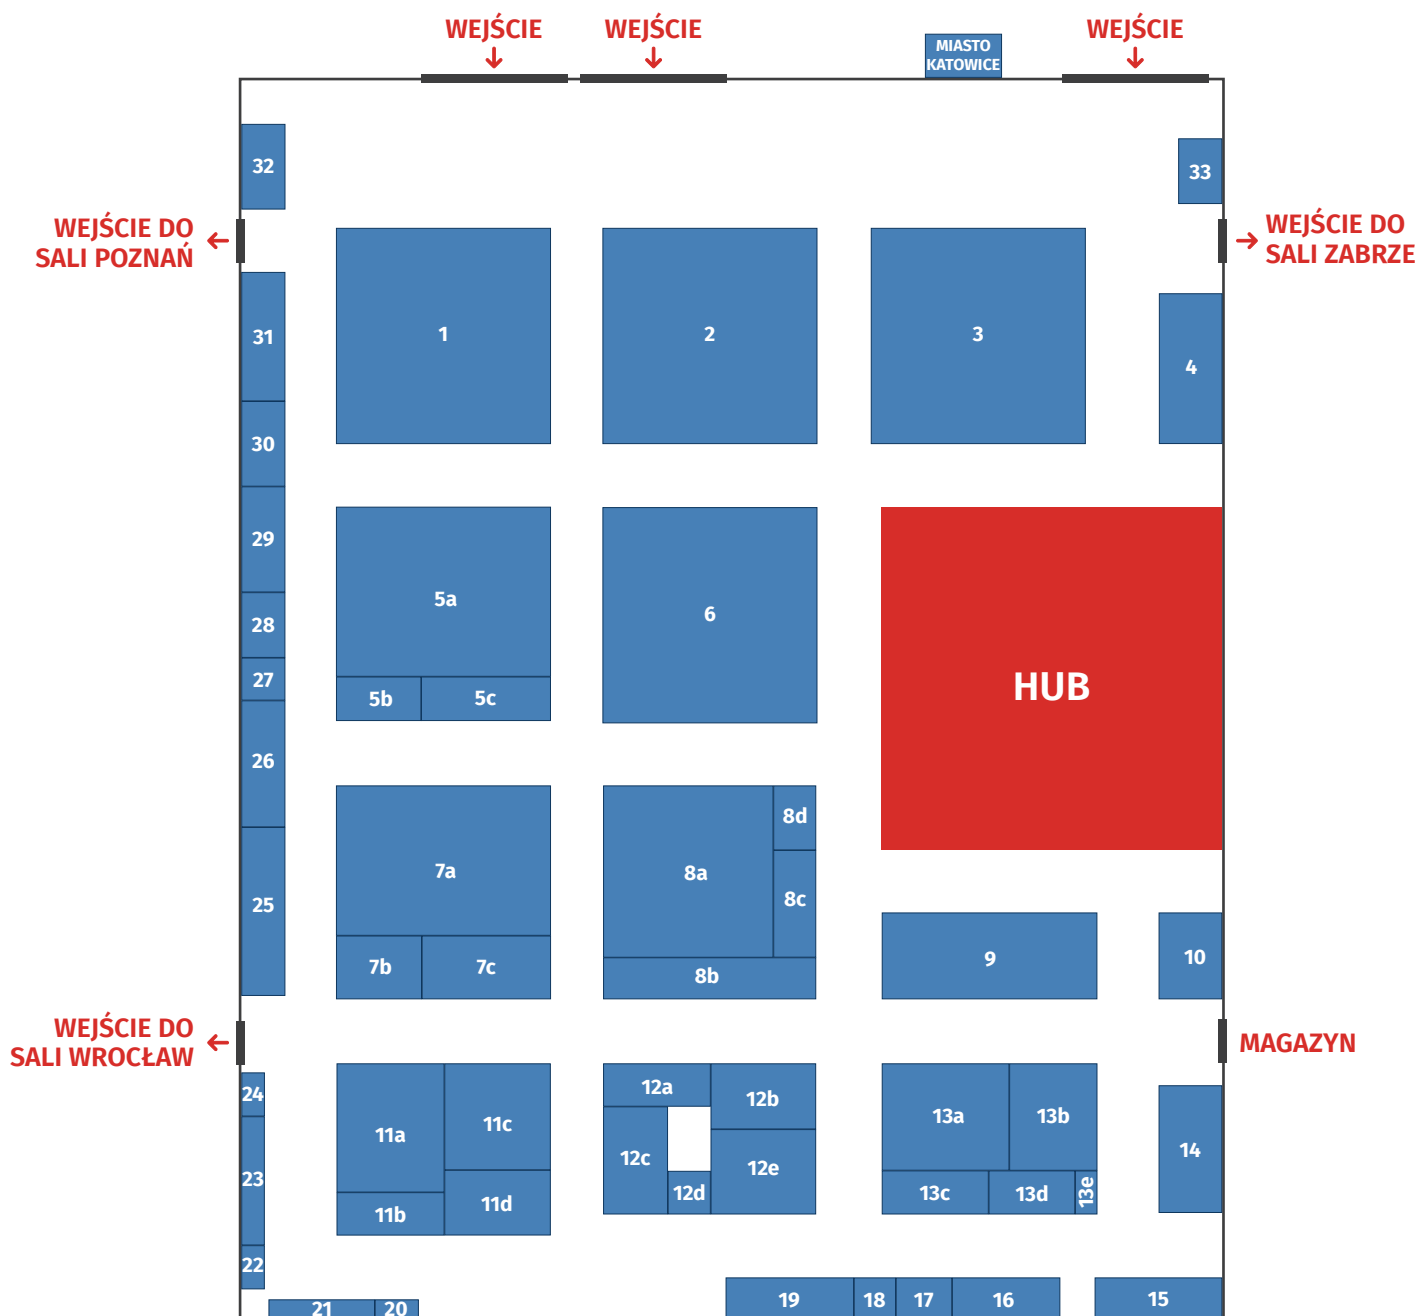 WEJŚCIE
WEJŚCIE
WEJŚCIE
MIASTO
KATOWICE
32
33
WEJŚCIE DO
SALI POZNAŃ
WEJŚCIE DO
SALI ZABRZE
31
1
2
3
4
30
29
5a
6
28
27
5b
5c
HUB
26
8d
7a
8a
8c
25
7b
7c
8b
9
10
WEJŚCIE DO
SALI WROCŁAW
MAGAZYN
24
11a
11c
12a
12b
13a
13b
14
23
12c
12e
11b
11d
12d
13c
13d
13e
22
21
20
19
18
17
16
15